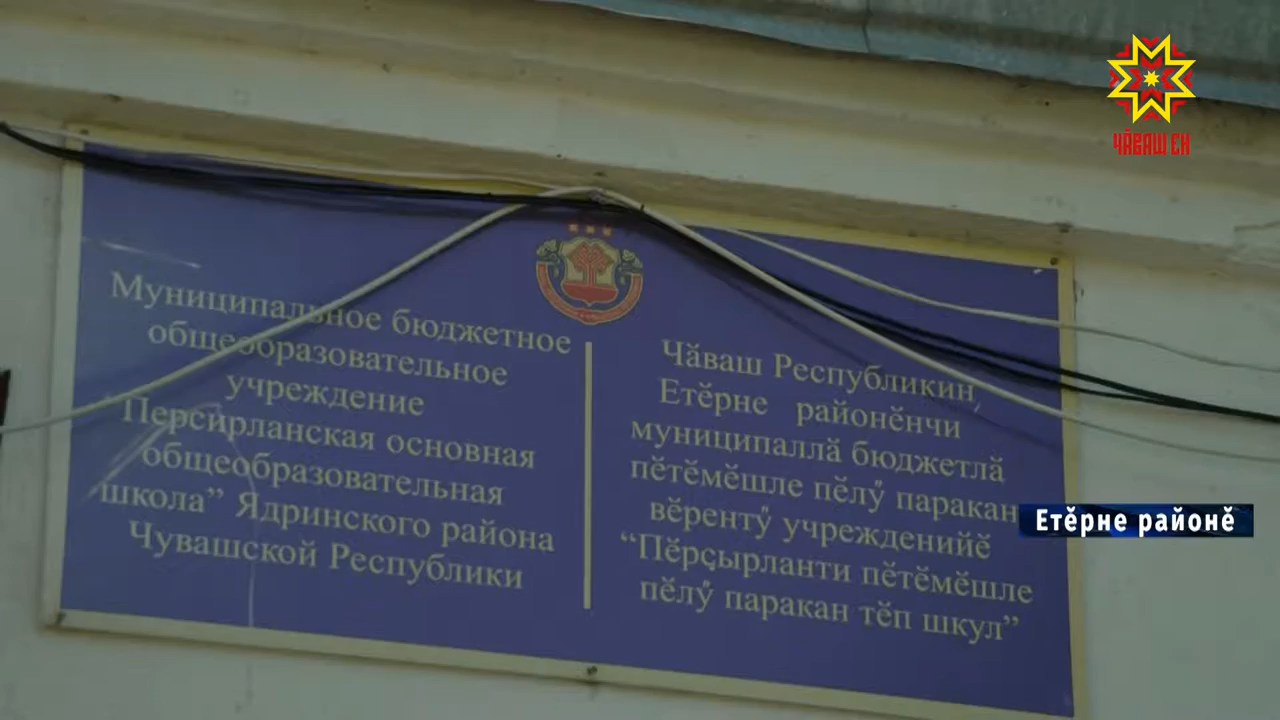 ЧӐВАШ ЕН
Муниципальное бюджетное
общеобразовательное
учреждение
"Персирланская основная
общеобразовательная
школа” Ядринского района
Чувашской Республики
Чӑваш Республикин,
Етӗрне районӗнчи
муниципаллӑ бюджетлӑ
пӗтӗмӗшле пӗлӳ паракан
вӗрентӳ учрежденийӗ
“Пӗрҫырланти пӗтӗмӗшле
пӗлӳ паракан тӗп шкул”
Етӗрне районӗ